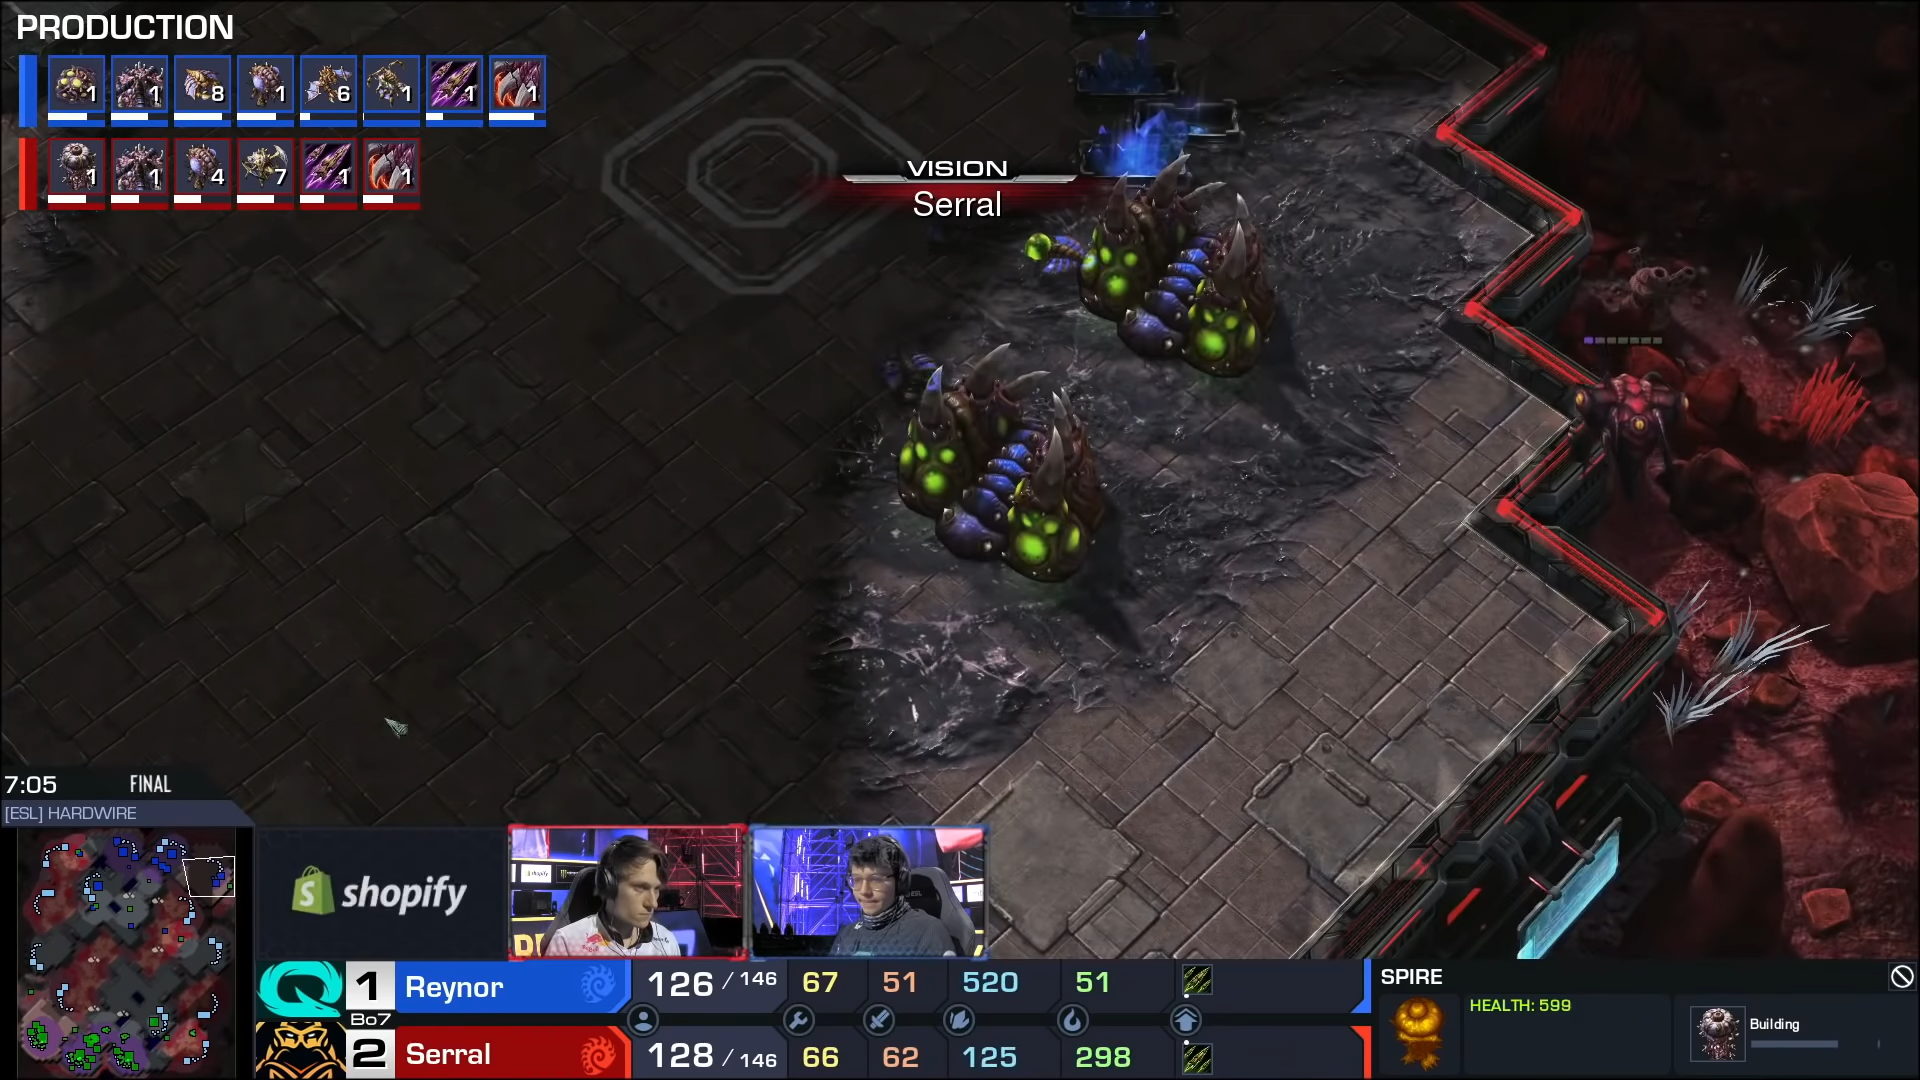 PRODUCTION
1 1 8 1 6 1 1 1
1 1 4 7 1 1
VISION
Serral
7:05 FINAL
[ESL] HARDWIRE
shopify
1 Reynor 126 / 146 67 51 520 51
Bo7
2 Serral 128 / 146 66 62 125 298
SPIRE
HEALTH: 599
Building